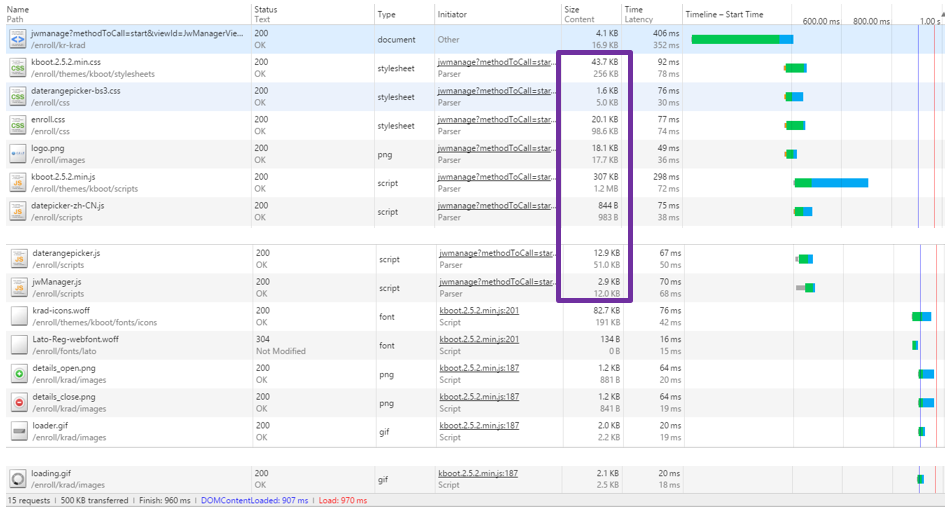 Name Status Type Initiator Size Time Timeline – Start Time
Path Text Content Latency 600.00 ms 800.00 ms 1.00 s
jwmanage?methodToCall=start&viewId=JwManagerVie... 200 document Other 4.1 KB 406 ms
/enroll/kr-krad OK 16.9 KB 352 ms
kboot.2.5.2.min.css 200 stylesheet jwmanage?methodToCall=star... 43.7 KB 92 ms
/enroll/themes/kboot/stylesheets OK Parser 256 KB 78 ms
daterangepicker-bs3.css 200 stylesheet jwmanage?methodToCall=star... 1.6 KB 76 ms
/enroll/css OK Parser 5.0 KB 30 ms
enroll.css 200 stylesheet jwmanage?methodToCall=star... 20.1 KB 77 ms
/enroll/css OK Parser 98.6 KB 74 ms
logo.png 200 png jwmanage?methodToCall=star... 18.1 KB 49 ms
/enroll/images OK Parser 17.7 KB 36 ms
kboot.2.5.2.min.js 200 script jwmanage?methodToCall=star... 307 KB 298 ms
/enroll/themes/kboot/scripts OK Parser 1.2 MB 72 ms
datepicker-zh-CN.js 200 script jwmanage?methodToCall=star... 844 B 75 ms
/enroll/scripts OK Parser 983 B 38 ms
daterangepicker.js 200 script jwmanage?methodToCall=star... 12.9 KB 67 ms
/enroll/scripts OK Parser 51.0 KB 50 ms
jwManager.js 200 script jwmanage?methodToCall=star... 2.9 KB 70 ms
/enroll/scripts OK Parser 12.0 KB 68 ms
krad-icons.woff 200 font kboot.2.5.2.min.js:201 82.7 KB 76 ms
/enroll/themes/kboot/fonts/icons OK Script 191 KB 42 ms
Lato-Reg-webfont.woff 304 font kboot.2.5.2.min.js:201 134 B 16 ms
/enroll/fonts/lato Not Modified Script 0 B 15 ms
details_open.png 200 png kboot.2.5.2.min.js:187 1.2 KB 64 ms
/enroll/krad/images OK Script 881 B 20 ms
details_close.png 200 png kboot.2.5.2.min.js:187 1.2 KB 64 ms
/enroll/krad/images OK Script 841 B 19 ms
loader.gif 200 gif kboot.2.5.2.min.js:187 2.0 KB 20 ms
/enroll/krad/images OK Script 2.2 KB 19 ms
loading.gif 200 gif kboot.2.5.2.min.js:187 2.1 KB 20 ms
/enroll/krad/images OK Script 2.5 KB 18 ms
15 requests | 500 KB transferred | Finish: 960 ms | DOMContentLoaded: 907 ms | Load: 970 ms